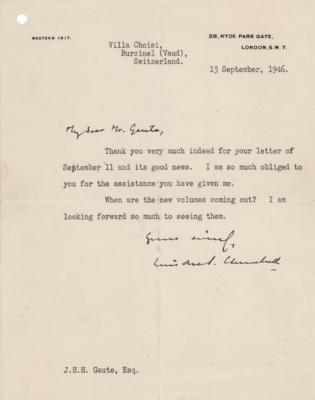 WESTERN 1617.
28, HYDE PARK GATE,
LONDON, S.W. 7.
Villa Choisi,
Bursinel (Vaud),
Switzerland.
13 September, 1946.
My dear Mr. Gaute,
Thank you very much indeed for your letter of
September 11 and its good news. I am so much obliged to
you for the assistance you have given me.
When are the new volumes coming out? I am
looking forward so much to seeing them.
Yours sincely,
Winston S. Churchill
J.H.H. Gaute, Esq.